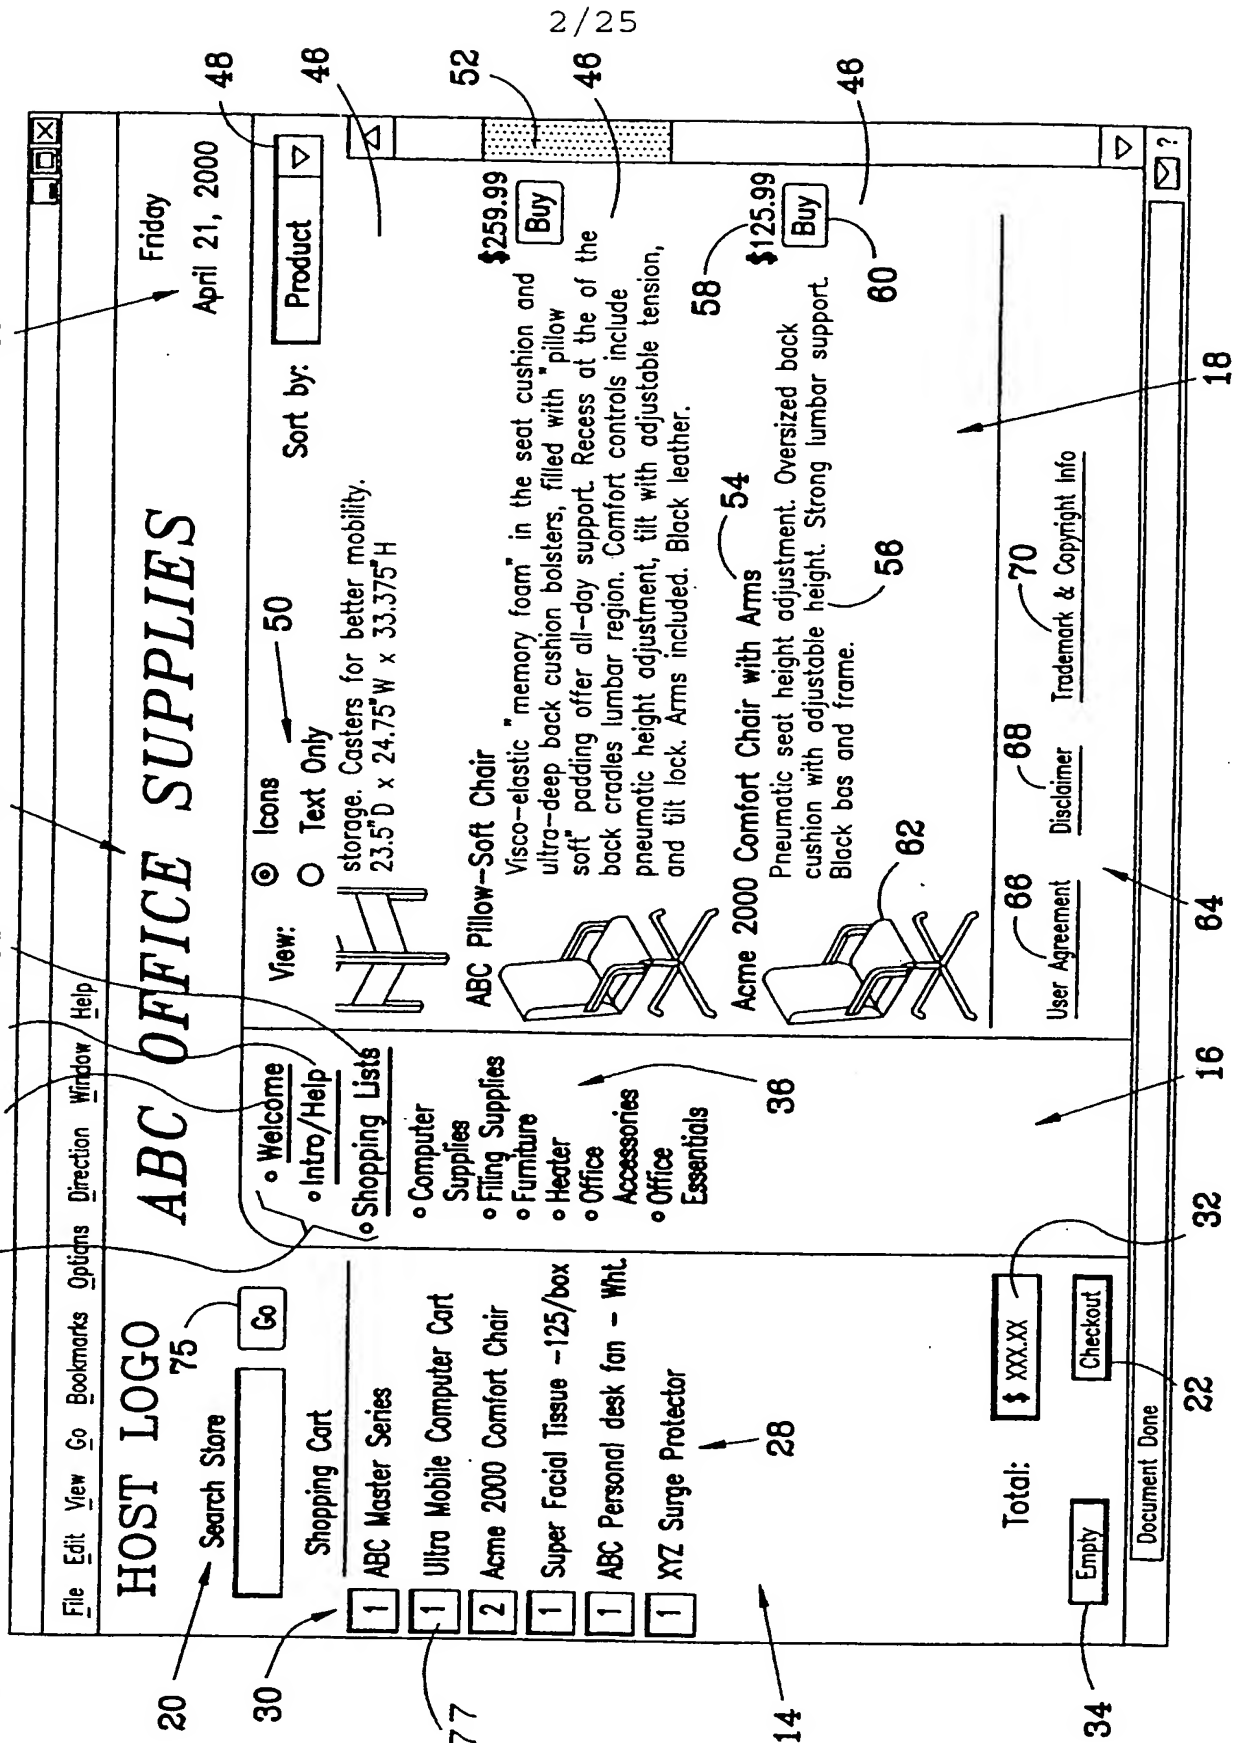 2/25
File Edit View Go Bookmarks Options Direction Window Help
HOST LOGO
ABC OFFICE SUPPLIES
Friday
April 21, 2000
20
Search Store
75
Go
Shopping Cart
30
1 ABC Master Series
1 Ultra Mobile Computer Cart
77
2 Acme 2000 Comfort Chair
1 Super Facial Tissue -125/box
1 ABC Personal desk fan - Wht.
1 XYZ Surge Protector
28
14
Total:
$ XXX.XX
32
Empty
34
Checkout
22
Document Done
° Welcome
° Intro/Help
° Shopping Lists
° Computer
Supplies
° Filing Supplies
° Furniture
° Heater
° Office
Accessories
° Office
Essentials
36
16
View:
Icons
Text Only
50
Sort by:
Product
48
storage. Casters for better mobility.
23.5"D x 24.75"W x 33.375"H
46
ABC Pillow-Soft Chair
$259.99
Buy
52
Visco-elastic "memory foam" in the seat cushion and
ultra-deep back cushion bolsters, filled with "pillow
soft" padding offer all-day support. Recess at the of the
back cradles lumbar region. Comfort controls include
pneumatic height adjustment, tilt with adjustable tension,
and tilt lock. Arms included. Black leather.
46
Acme 2000 Comfort Chair with Arms
54
58
$125.99
Buy
60
46
Pneumatic seat height adjustment. Oversized back
cushion with adjustable height. Strong lumbar support.
Black bas and frame.
56
62
18
66
68
70
User Agreement
Disclaimer
Trademark & Copyright Info
64
?